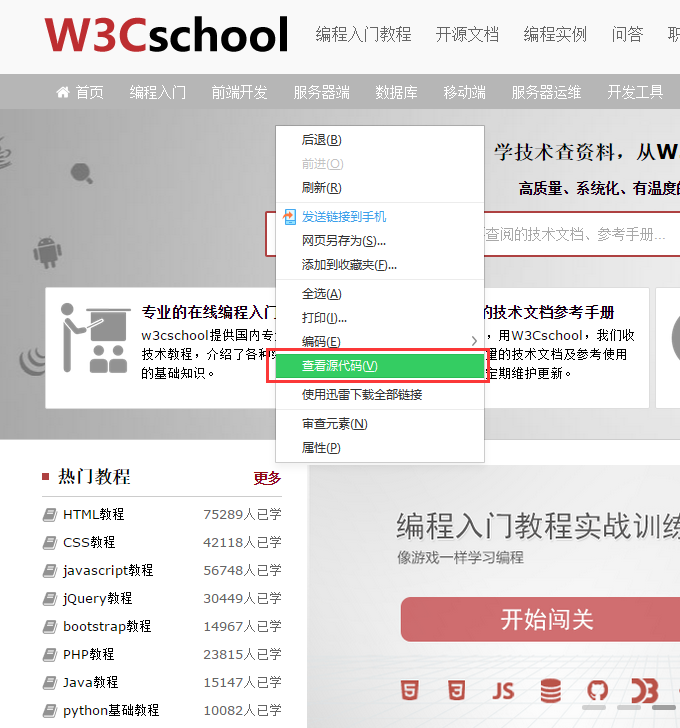 W3Cschool 编程入门教程 开源文档 编程实例 问答
首页 编程入门 前端开发 服务器端 数据库 移动端 服务器运维 开发工具
学技术查资料，从W
高质量、系统化、有温度
查阅的技术文档、参考手册...
后退(B)
前进(O)
刷新(R)
发送链接到手机
网页另存为(S)...
添加到收藏夹(F)...
全选(A)
打印(I)...
编码(E)
查看源代码(V)
使用迅雷下载全部链接
审查元素(N)
属性(P)
专业的在线编程入门
w3cschool提供国内专
技术教程，介绍了各种
的基础知识。
的技术文档参考手册
，用W3Cschool，我们收
的技术文档及参考使用
定期维护更新。
热门教程 更多
HTML教程 75289人已学
CSS教程 42118人已学
javascript教程 56748人已学
jQuery教程 30449人已学
bootstrap教程 14967人已学
PHP教程 23815人已学
Java教程 15147人已学
python基础教程 10082人已学
编程入门教程实战训练
像游戏一样学习编程
开始闯关
JS